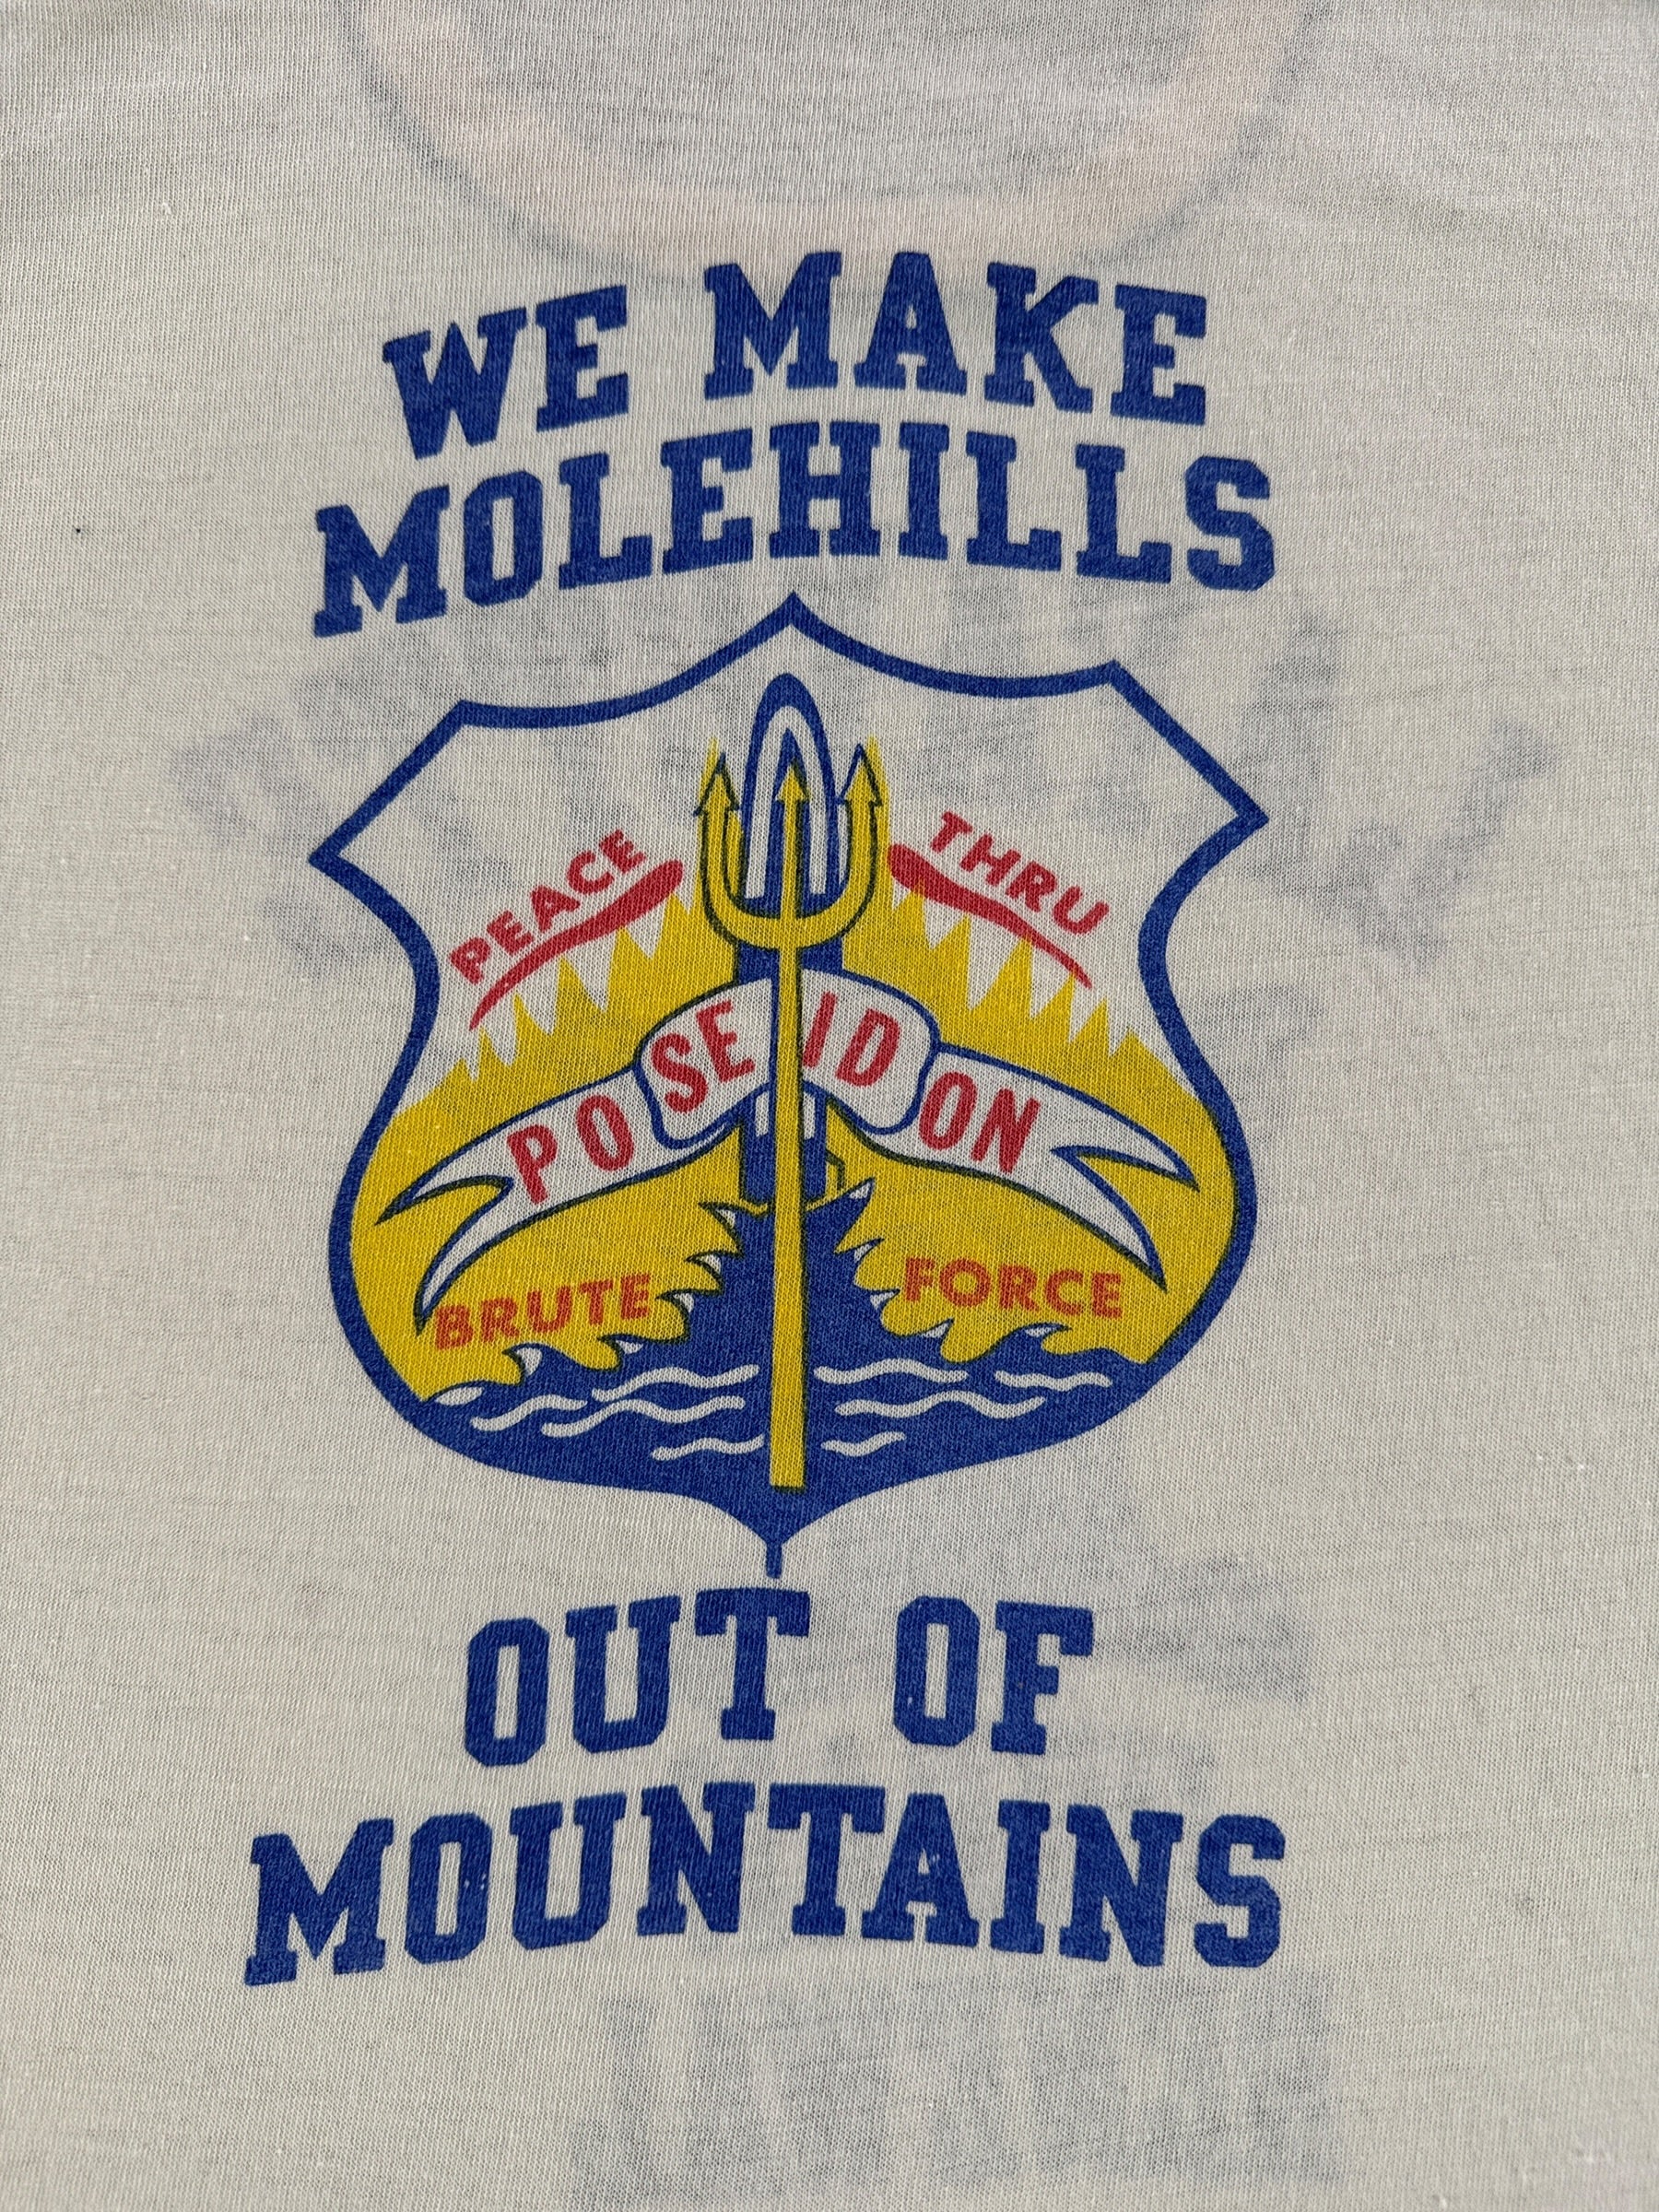 WE MAKE
MOLEHILLS
PEACE THRU
POSEIDON
BRUTE FORCE
OUT OF
MOUNTAINS